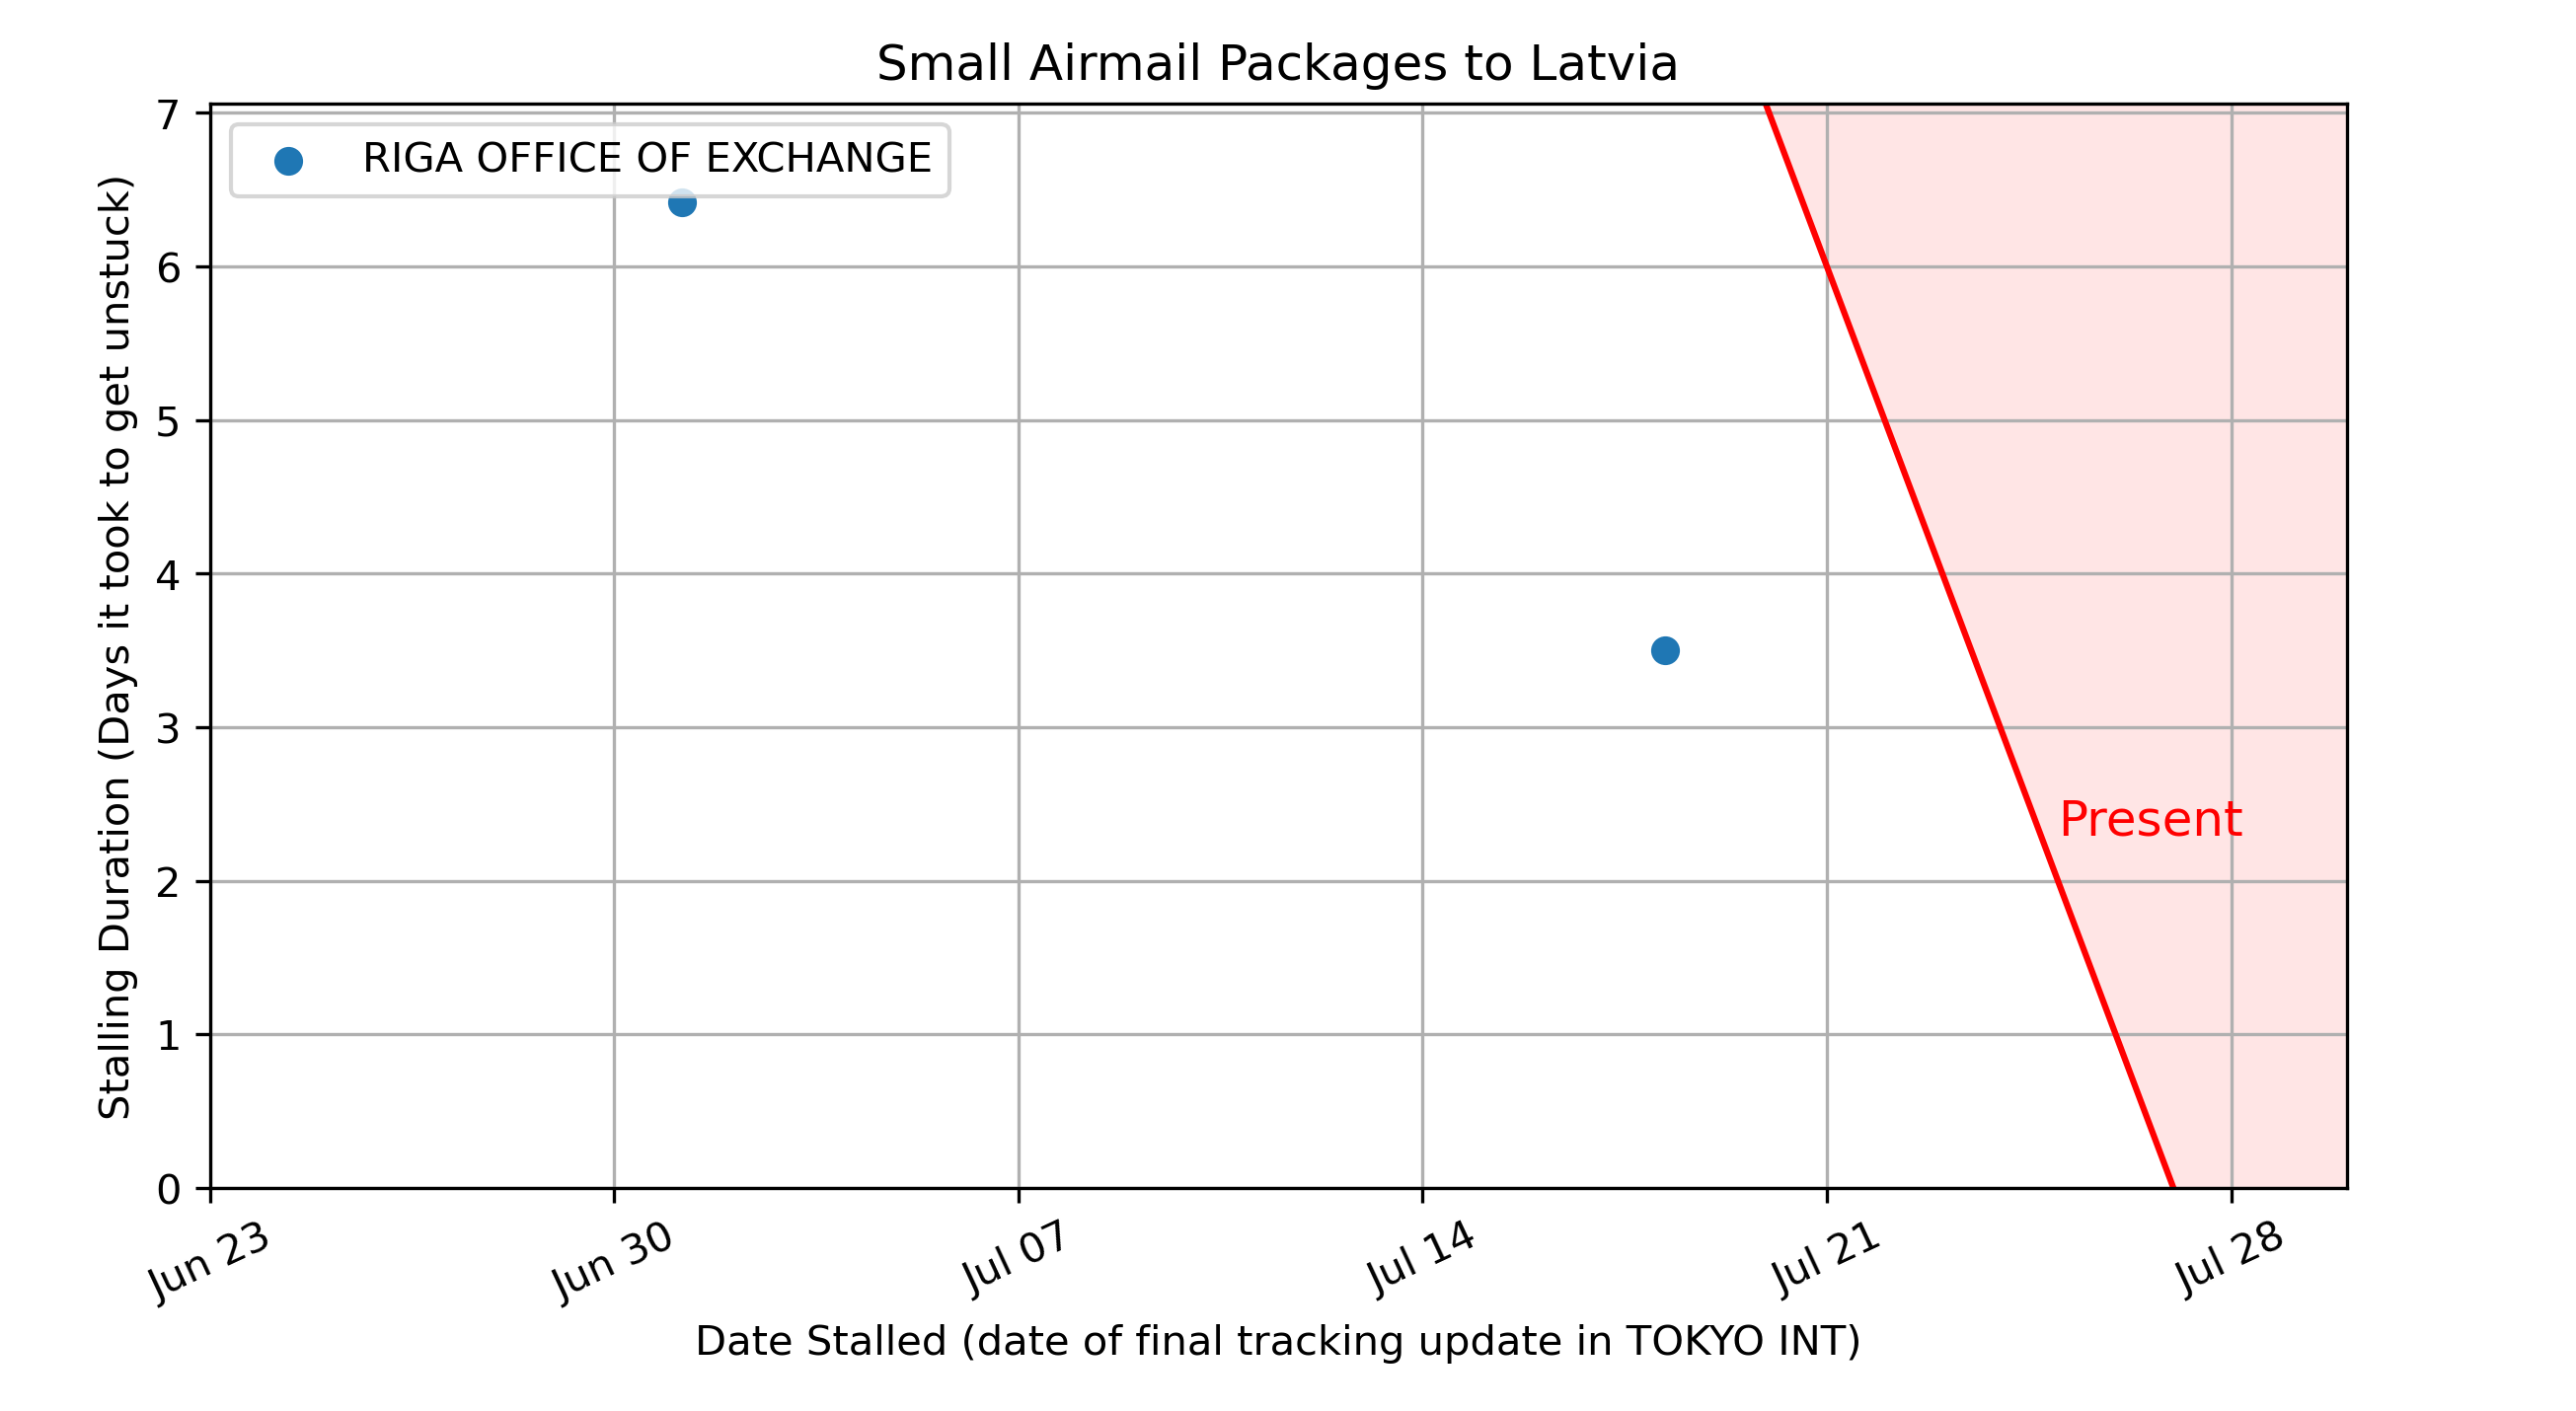 Small Airmail Packages to Latvia
RIGA OFFICE OF EXCHANGE
Stalling Duration (Days it took to get unstuck)
7
6
5
4
3
2
1
0
Present
Jun 23
Jun 30
Jul 07
Jul 14
Jul 21
Jul 28
Date Stalled (date of final tracking update in TOKYO INT)